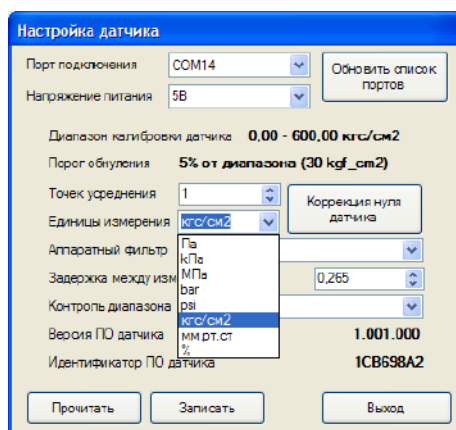 Настройка датчика
Порт подключения COM14 Обновить список
портов
Напряжение питания 5В
Диапазон калибровки датчика 0,00 - 600,00 кгс/см2
Порог обнуления 5% от диапазона (30 kgf_cm2)
Точек усреднения 1 Коррекция нуля
датчика
Единицы измерения кгс/см2
Па
Аппаратный фильтр
кПа
МПа
Задержка между изм 0,265
bar
Контроль диапазона psi
кгс/см2
Версия ПО датчика мм.рт.ст 1.001.000
%
Идентификатор ПО датчика 1CB698A2
Прочитать Записать Выход